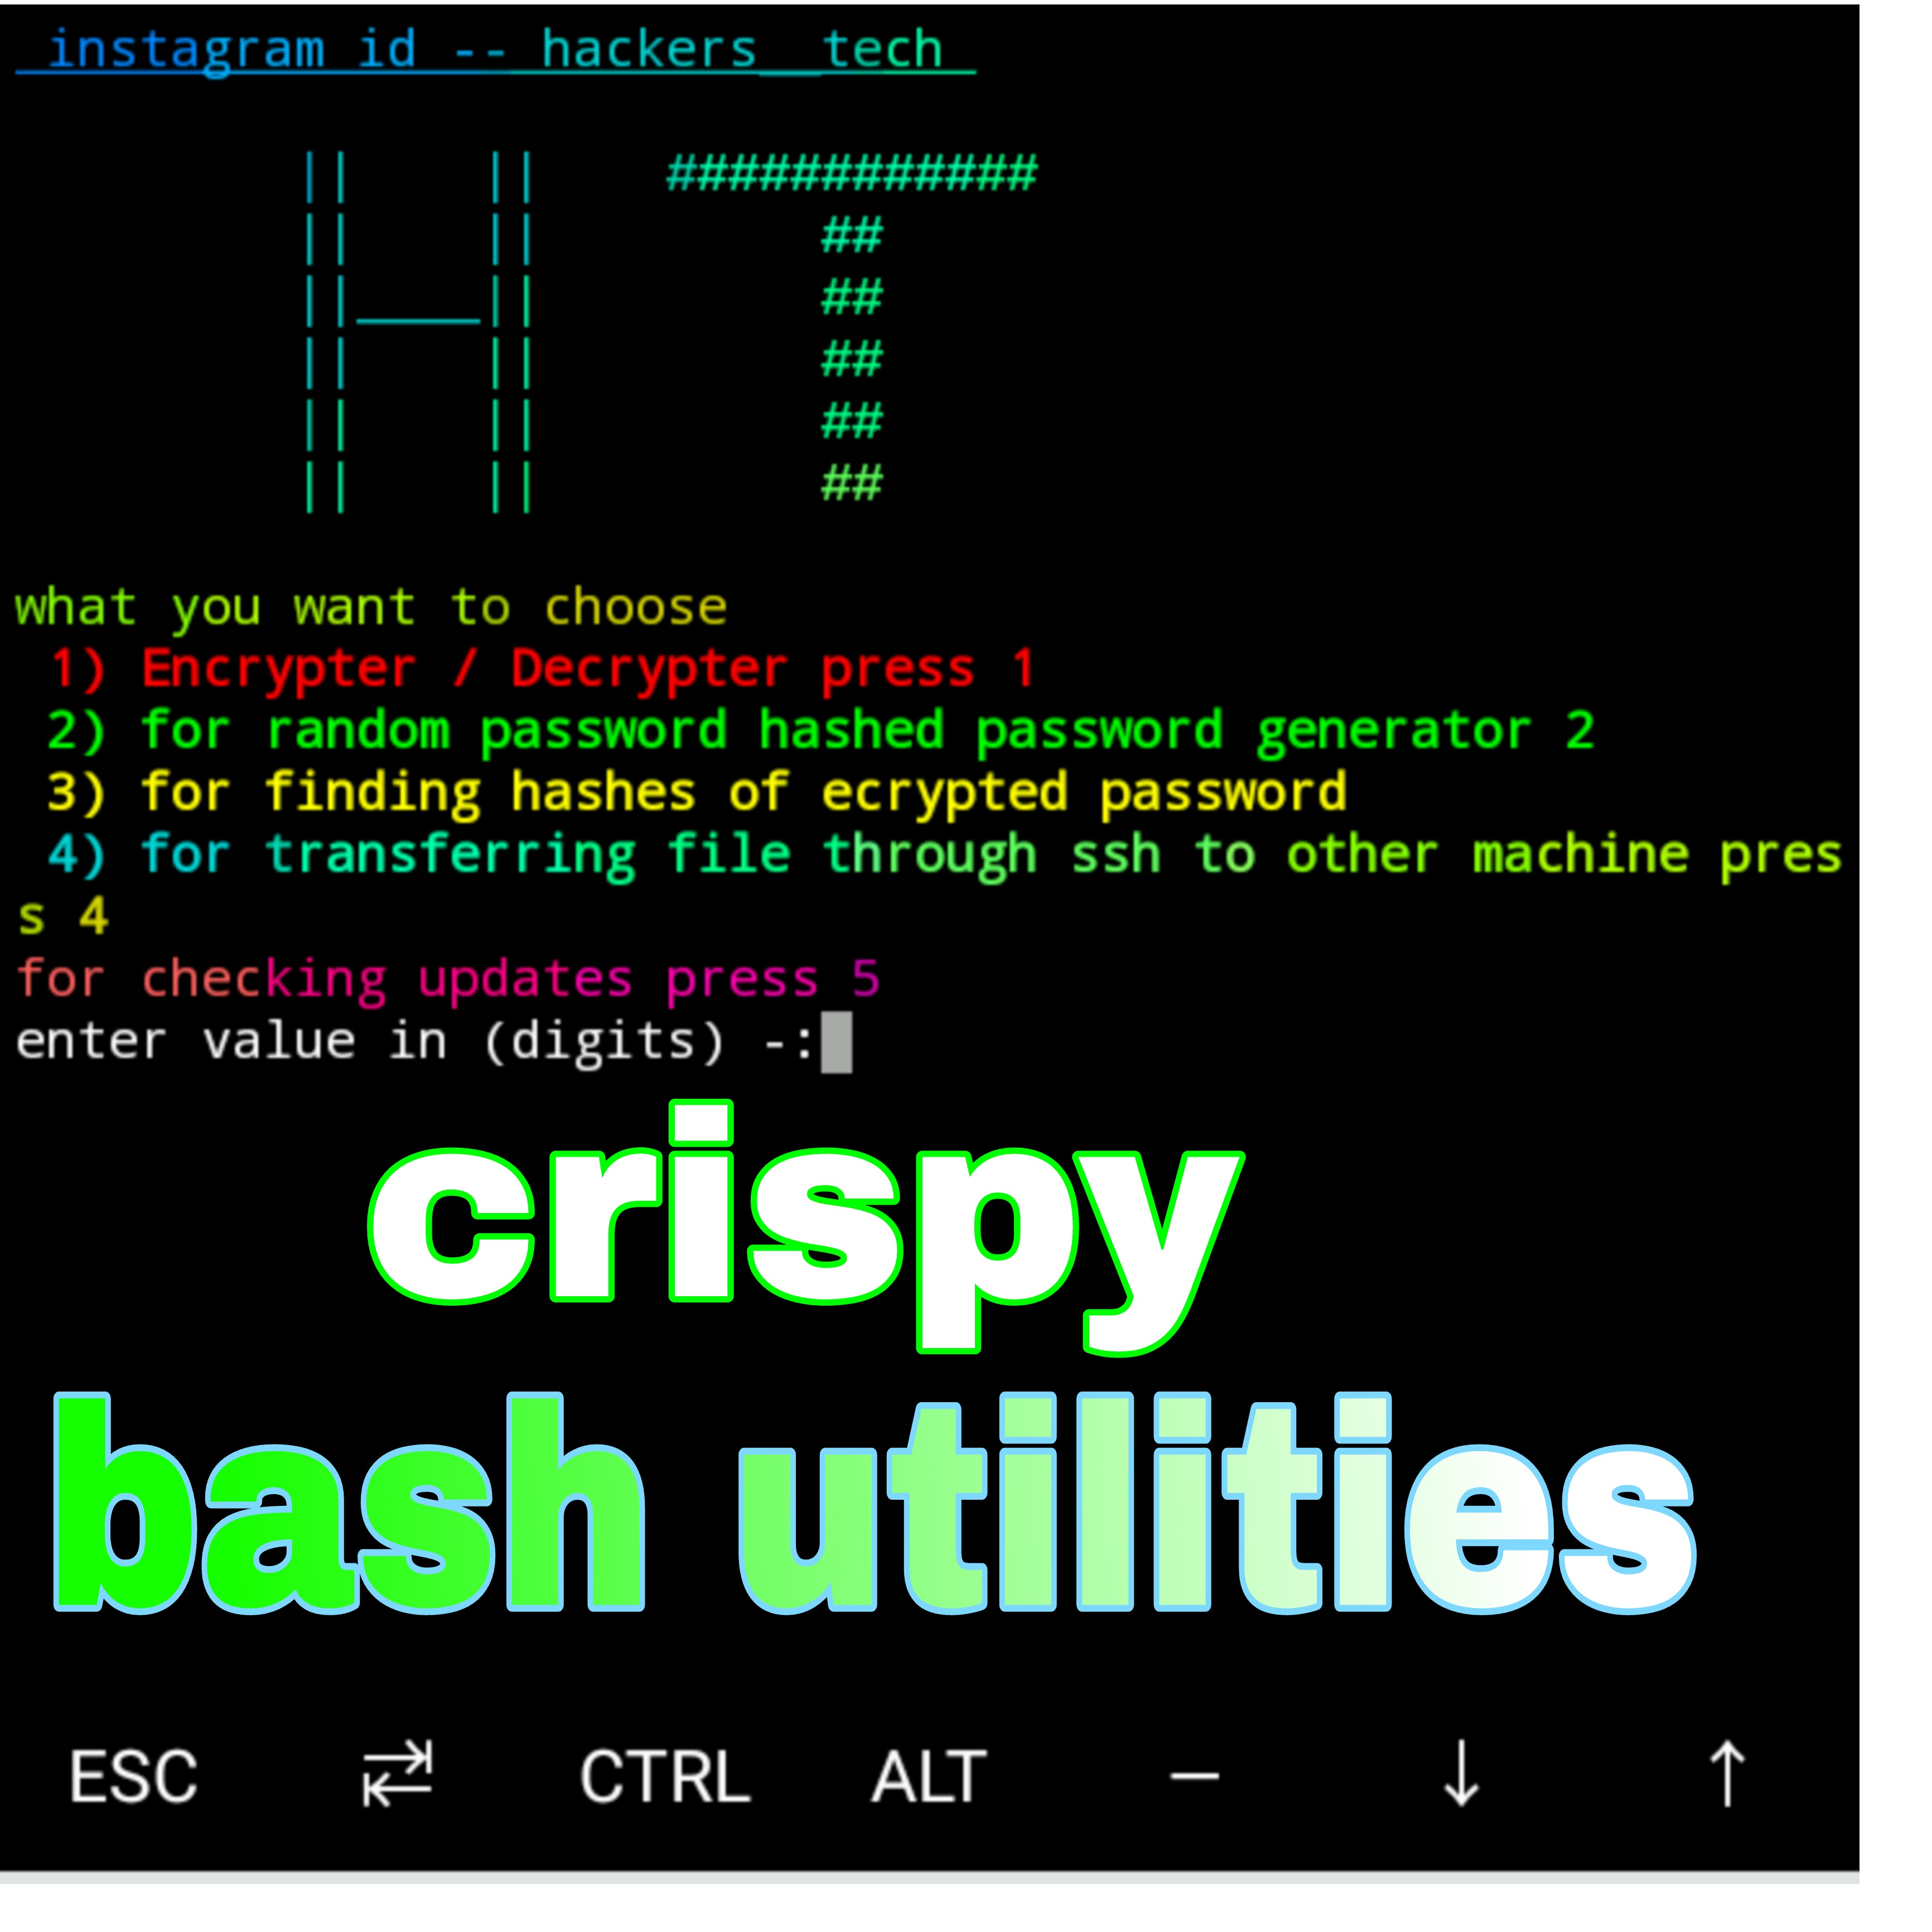 instagram id -- hackers__tech
||     ||    ############
||     ||         ##
||____||         ##
||     ||         ##
||     ||         ##
||     ||         ##
what you want to choose
1) Encrypter / Decrypter press 1
2) for random password hashed password generator 2
3) for finding hashes of ecrypted password
4) for transferring file through ssh to other machine pres
s 4
for checking updates press 5
enter value in (digits) -:
crispy
bash utilities
ESC ⇄ CTRL ALT — ↓ ↑